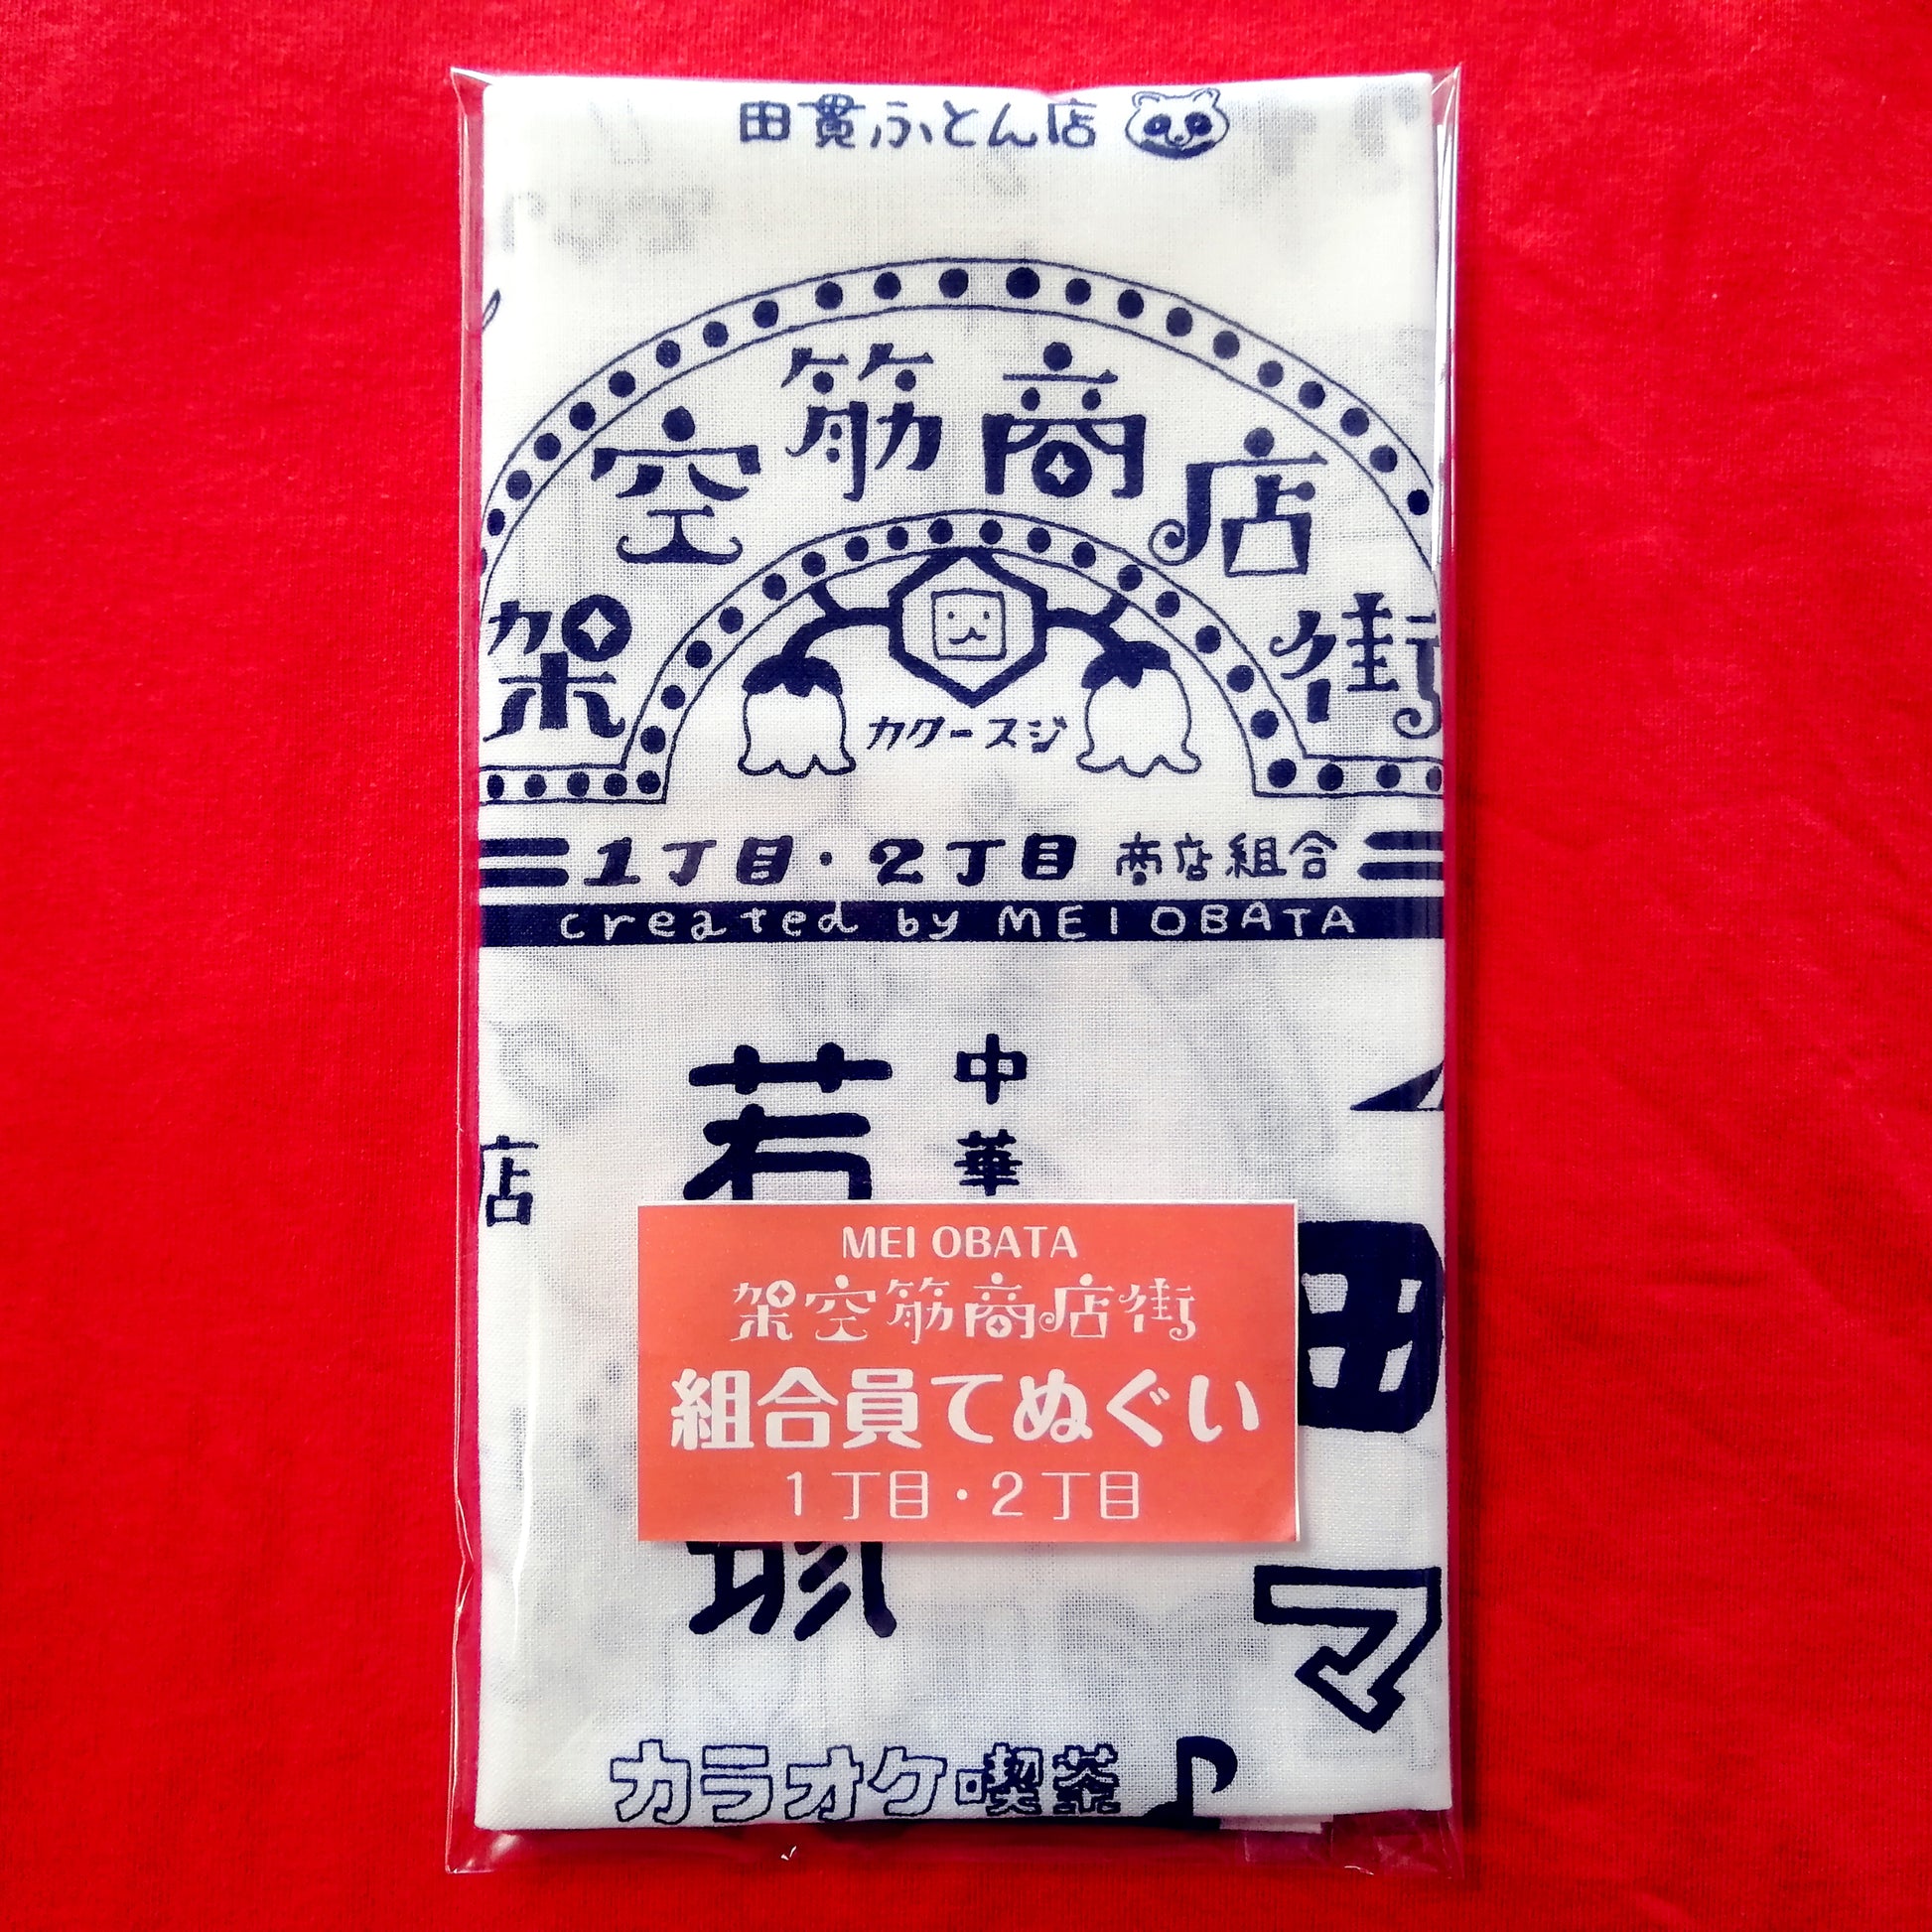 田貫ふとん店
架空筋商店街
カクースジ
1丁目・2丁目 商店組合
created by MEI OBATA
中華
若
店
田
マ
MEI OBATA
架空筋商店街
組合員てぬぐい
1丁目・2丁目
カラオケ喫茶